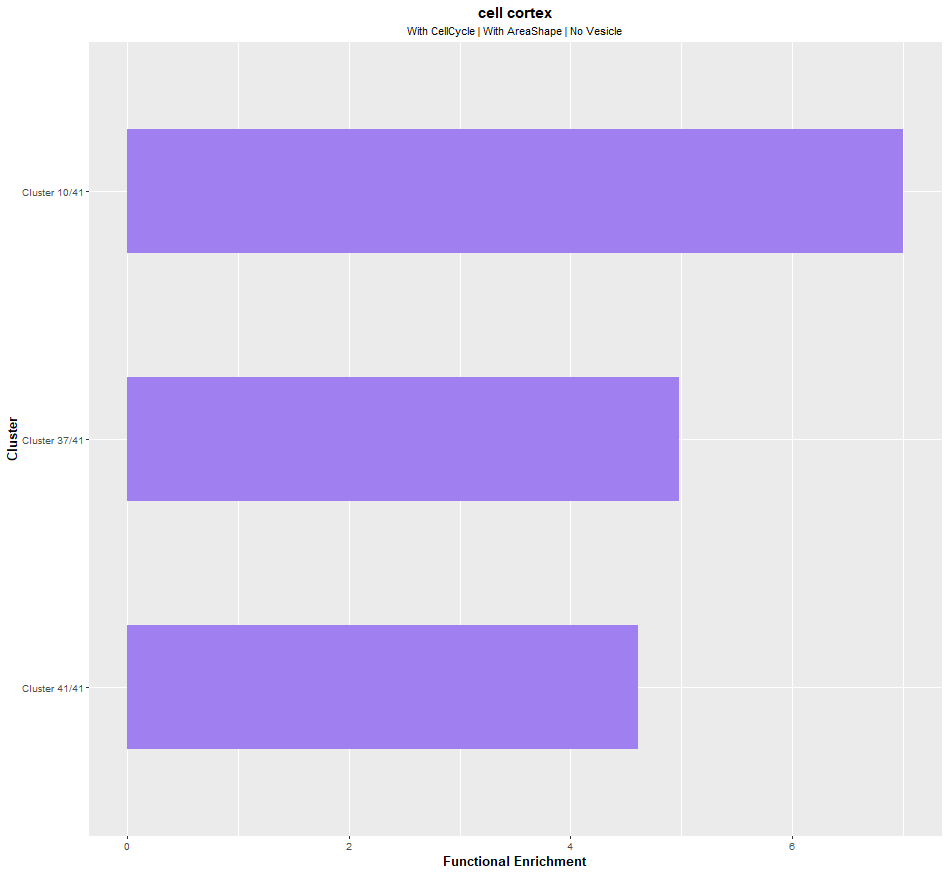 cell cortex
With CellCycle | With AreaShape | No Vesicle
Cluster
Cluster 10/41
Cluster 37/41
Cluster 41/41
0 2 4 6
Functional Enrichment